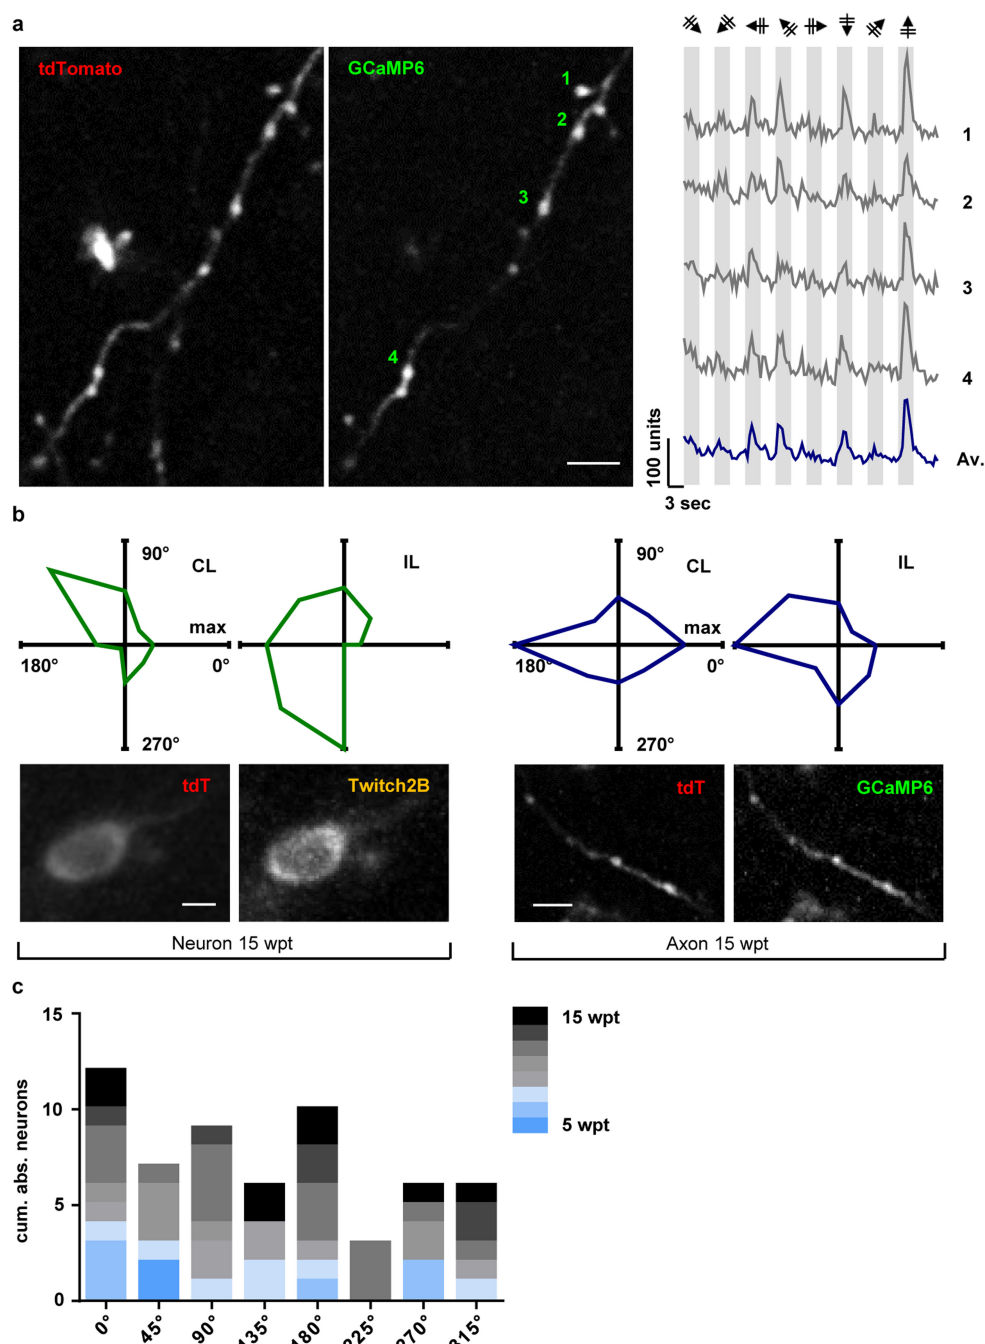 a
tdTomato
GCaMP6
1
2
3
4
1
2
3
4
Av.
100 units
3 sec
b
90°
CL
max
180°
0°
270°
IL
90°
CL
max
180°
0°
270°
IL
tdT
Twitch2B
tdT
GCaMP6
Neuron 15 wpt
Axon 15 wpt
c
cum. abs. neurons
15
10
5
0
0°
45°
90°
135°
180°
225°
270°
315°
15 wpt
5 wpt